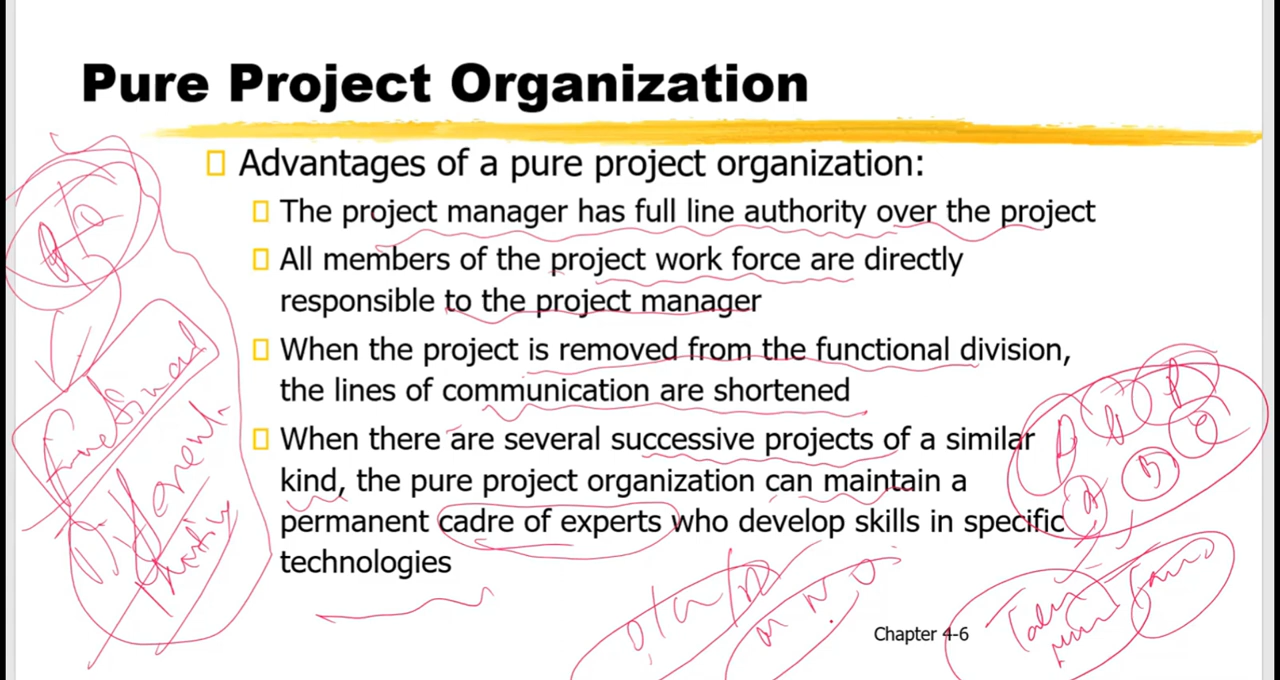 Pure Project Organization
Advantages of a pure project organization:
The project manager has full line authority over the project
All members of the project work force are directly
responsible to the project manager
When the project is removed from the functional division,
the lines of communication are shortened
When there are several successive projects of a similar
kind, the pure project organization can maintain a
permanent cadre of experts who develop skills in specific
technologies
Functional
Chapter 4-6